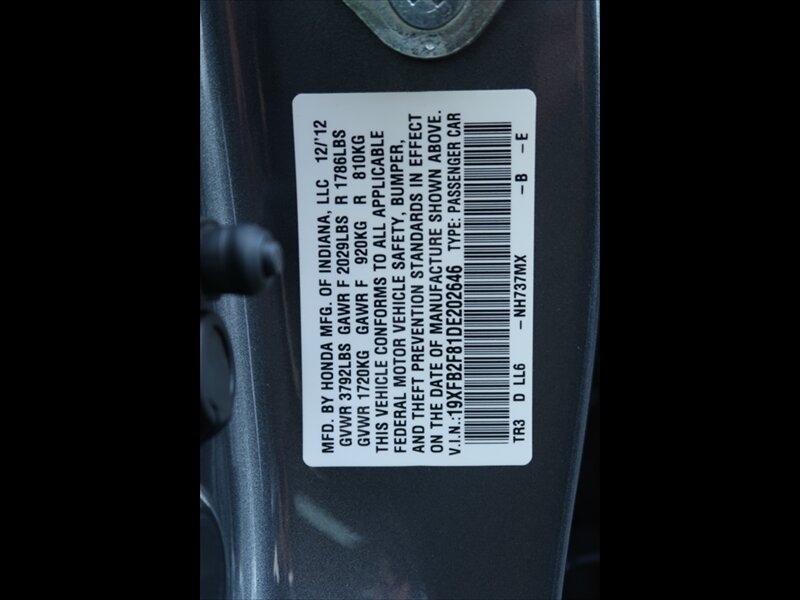 MFD. BY HONDA MFG. OF INDIANA, LLC 12/'12
GVWR 3792LBS GAWR F 2029LBS R 1786LBS
GVWR 1720KG GAWR F 920KG R 810KG
THIS VEHICLE CONFORMS TO ALL APPLICABLE
FEDERAL MOTOR VEHICLE SAFETY, BUMPER,
AND THEFT PREVENTION STANDARDS IN EFFECT
ON THE DATE OF MANUFACTURE SHOWN ABOVE.
V.I.N.:19XFB2F81DE202646 TYPE: PASSENGER CAR
TR3 D LL6 -NH737MX -B -E